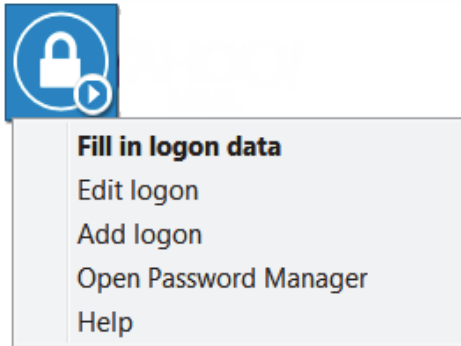 Fill in logon data
Edit logon
Add logon
Open Password Manager
Help